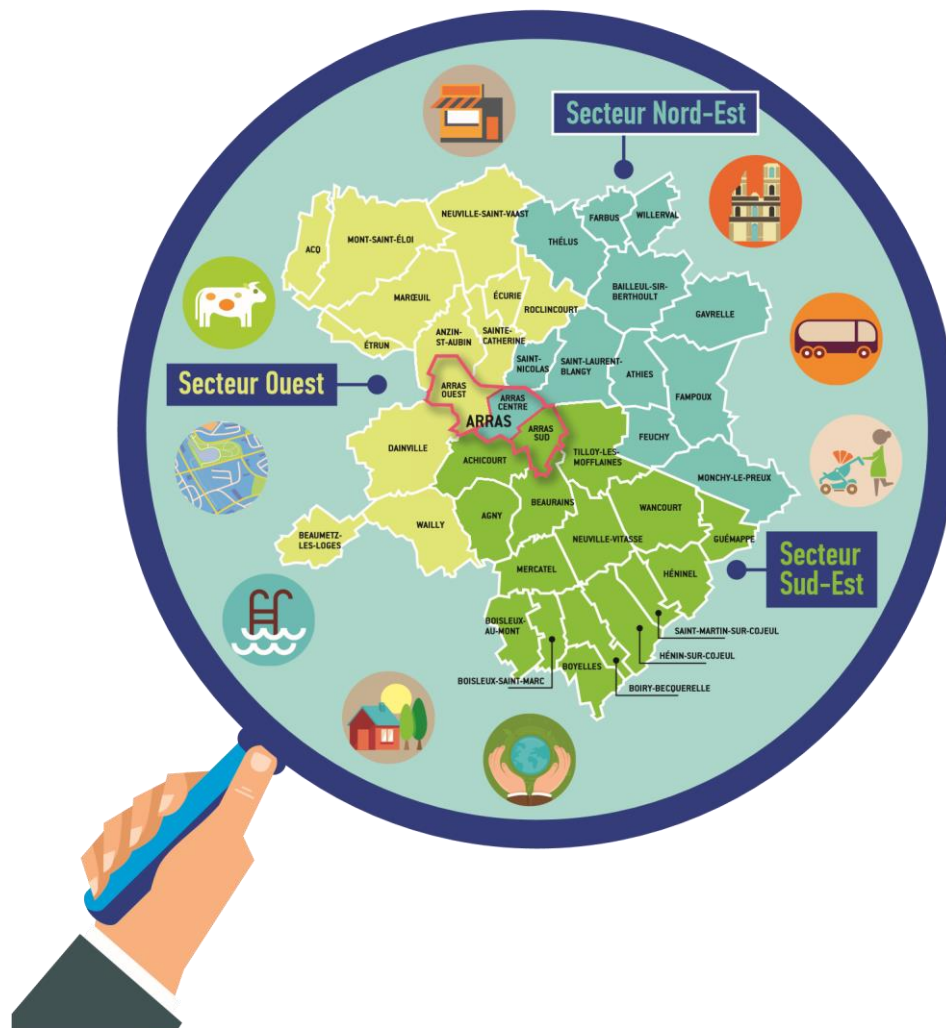 Secteur Nord-Est
NEUVILLE-SAINT-VAAST
FARBUS
WILLERVAL
ACQ
MONT-SAINT-ÉLOI
THÉLUS
BAILLEUL-SIR-
BERTHOULT
MARŒUIL
ÉCURIE
ROCLINCOURT
GAVRELLE
ÉTRUN
ANZIN-
ST-AUBIN
SAINTE-
CATHERINE
SAINT-
NICOLAS
SAINT-LAURENT-
BLANGY
ATHIES
FAMPOUX
Secteur Ouest
ARRAS
OUEST
ARRAS
CENTRE
ARRAS
ARRAS
SUD
FEUCHY
DAINVILLE
ACHICOURT
TILLOY-LES-
MOFFLAINES
MONCHY-LE-PREUX
BEAURAINS
WANCOURT
AGNY
BEAUMETZ-
LES-LOGES
WAILLY
NEUVILLE-VITASSE
GUÉMAPPE
Secteur
Sud-Est
MERCATEL
HÉNINEL
BOISLEUX-
AU-MONT
SAINT-MARTIN-SUR-COJEUL
HÉNIN-SUR-COJEUL
BOYELLES
BOISLEUX-SAINT-MARC
BOIRY-BECQUERELLE